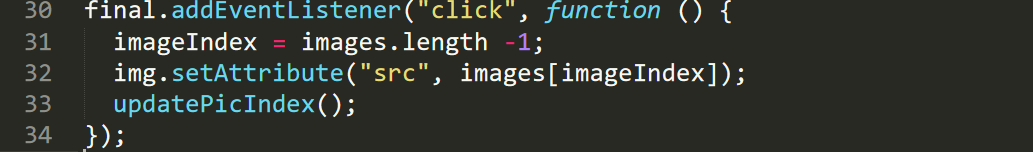 30 final.addEventListener("click", function () {
31 imageIndex = images.length -1;
32 img.setAttribute("src", images[imageIndex]);
33 updatePicIndex();
34 });